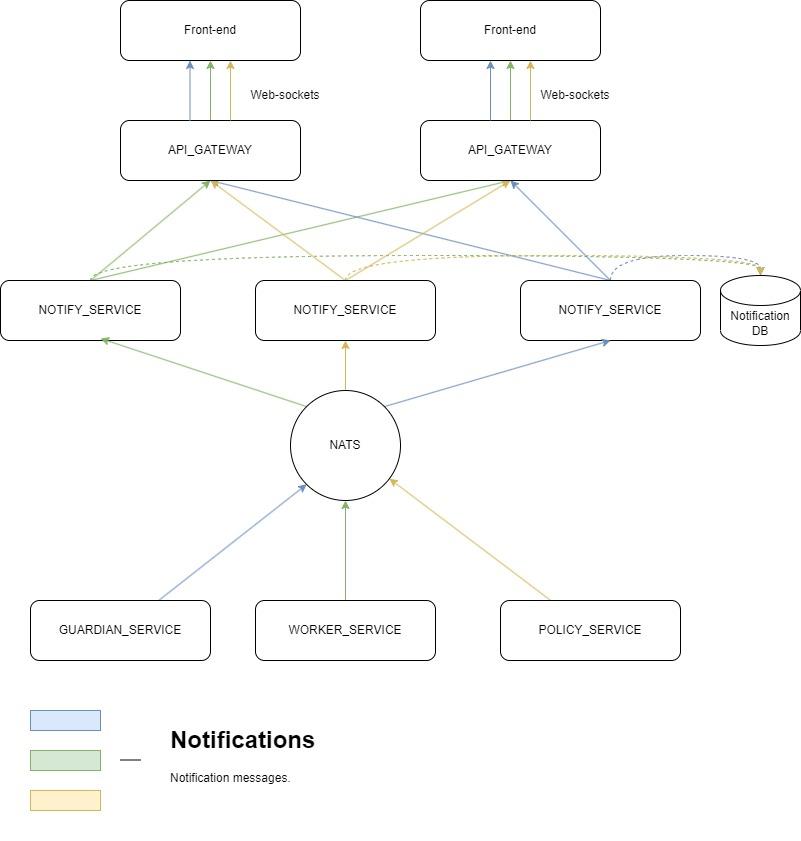 Front-end
Front-end
Web-sockets
Web-sockets
API_GATEWAY
API_GATEWAY
NOTIFY_SERVICE
NOTIFY_SERVICE
NOTIFY_SERVICE
Notification
DB
NATS
GUARDIAN_SERVICE
WORKER_SERVICE
POLICY_SERVICE
Notifications
Notification messages.